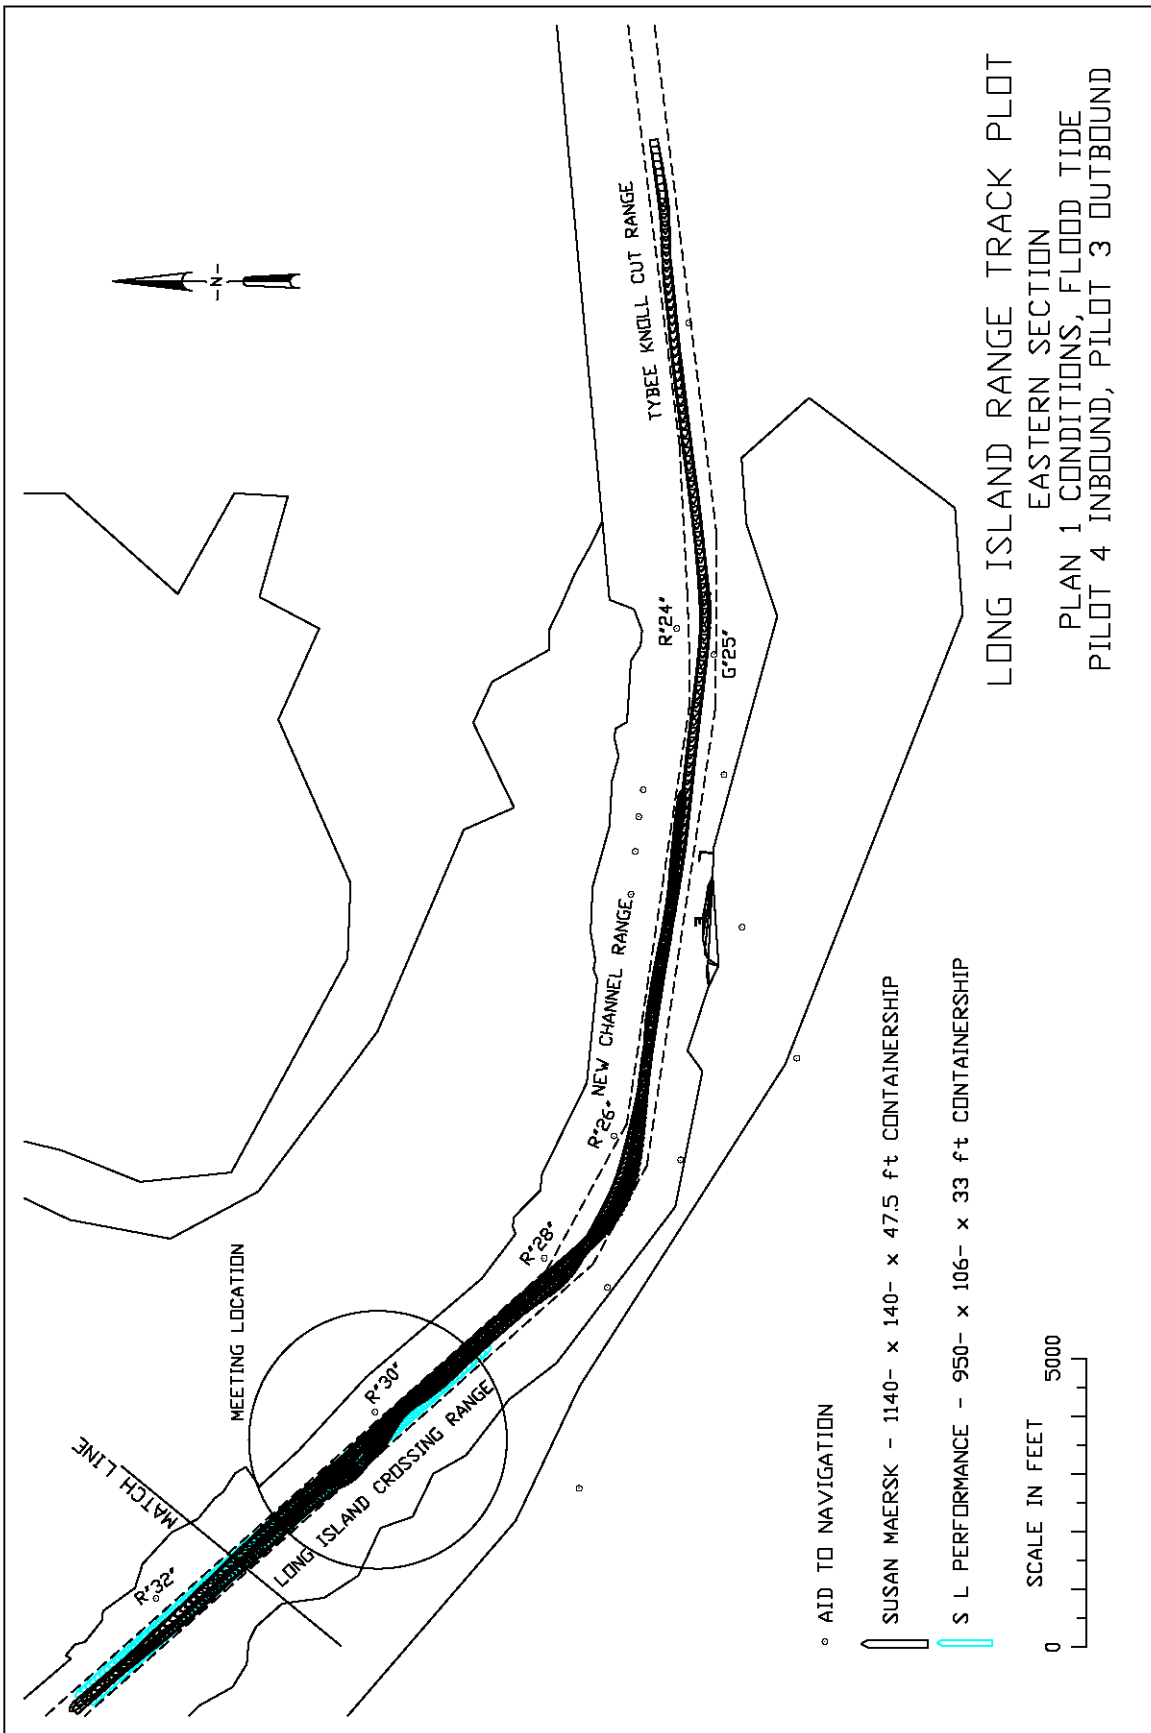 LONG ISLAND RANGE TRACK PLOT
EASTERN SECTION
PLAN 1 CONDITIONS, FLOOD TIDE
PILOT 4 INBOUND, PILOT 3 OUTBOUND
-N-
MATCH LINE
MEETING LOCATION
R"32"
R"30"
R"28"
R"26"
R"24"
G"25"
LONG ISLAND CROSSING RANGE
NEW CHANNEL RANGE
TYBEE KNOLL CUT RANGE
AID TO NAVIGATION
SUSAN MAERSK - 1140- x 140- x 47.5 ft CONTAINERSHIP
S L PERFORMANCE - 950- x 106- x 33 ft CONTAINERSHIP
SCALE IN FEET
0 5000